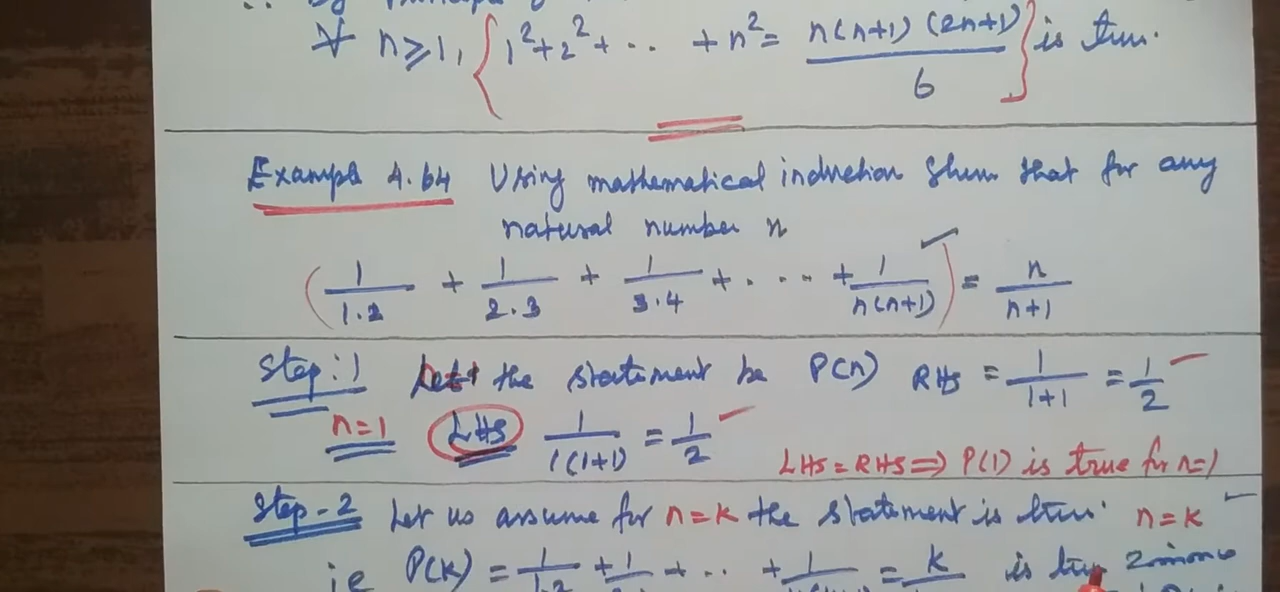 ∀ n≥1, {1²+2²+ ·· +n² = n(n+1)(2n+1)/6} is true.
Example 4.64 Using mathematical induction show that for any
natural number n
(1/1.2 + 1/2.3 + 1/3.4 + · ··· + 1/n(n+1)) = n/n+1
Step:1 Let the statement be P(n) RHS = 1/1+1 = 1/2
n=1 LHS 1/1(1+1) = 1/2
LHS=RHS ⇒ P(1) is true for n=1
Step-2 Let us assume for n=k the statement is true. n=k
ie P(k) = 1/1.2 + 1/2. + ·· + 1/ = k/ is true